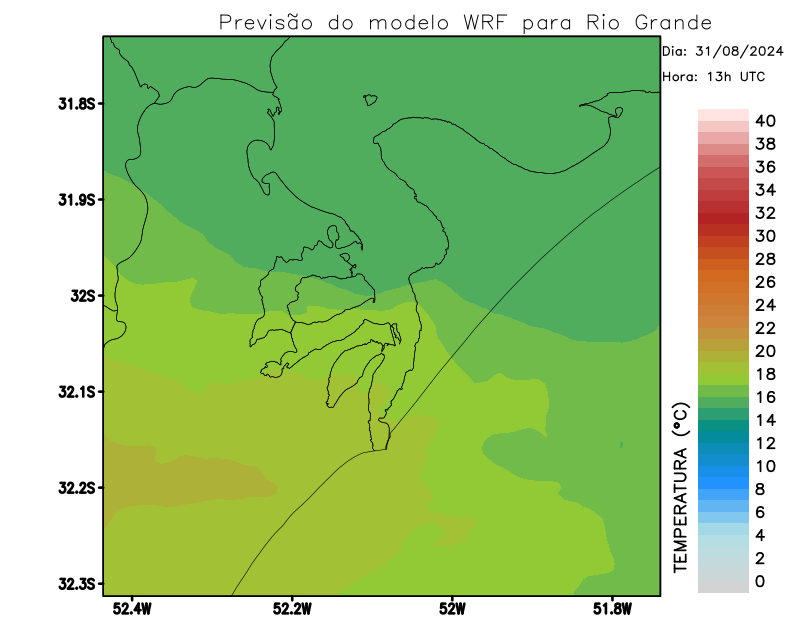 Previsão do modelo WRF para Rio Grande
Dia: 31/08/2024
Hora: 13h UTC
31.8S
31.9S
32S
32.1S
32.2S
32.3S
52.4W
52.2W
52W
51.8W
TEMPERATURA (°C)
40
38
36
34
32
30
28
26
24
22
20
18
16
14
12
10
8
6
4
2
0